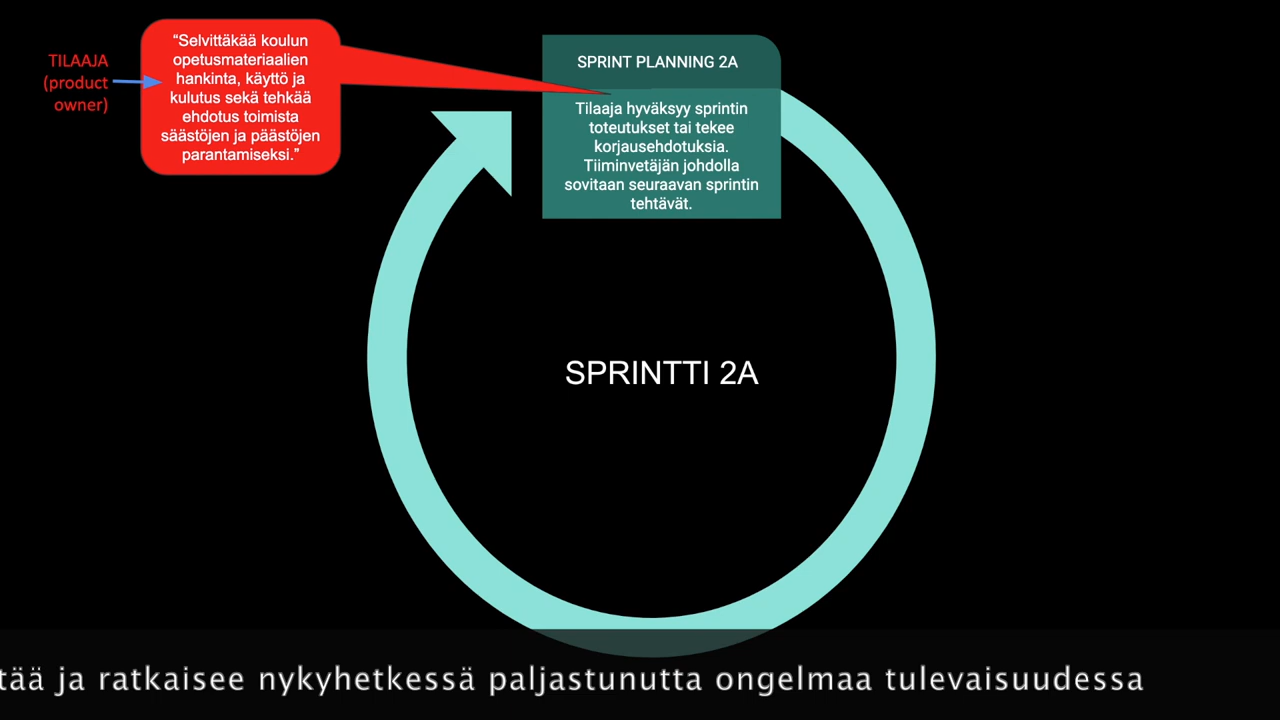 TILAAJA
(product
owner)
“Selvittäkää koulun
opetusmateriaalien
hankinta, käyttö ja
kulutus sekä tehkää
ehdotus toimista
säästöjen ja päästöjen
parantamiseksi.”
SPRINT PLANNING 2A
Tilaaja hyväksyy sprintin
toteutukset tai tekee
korjausehdotuksia.
Tiiminvetäjän johdolla
sovitaan seuraavan sprintin
tehtävät.
SPRINTTI 2A
ja ratkaisee nykyhetkessä paljastunutta ongelmaa tulevaisuudessa